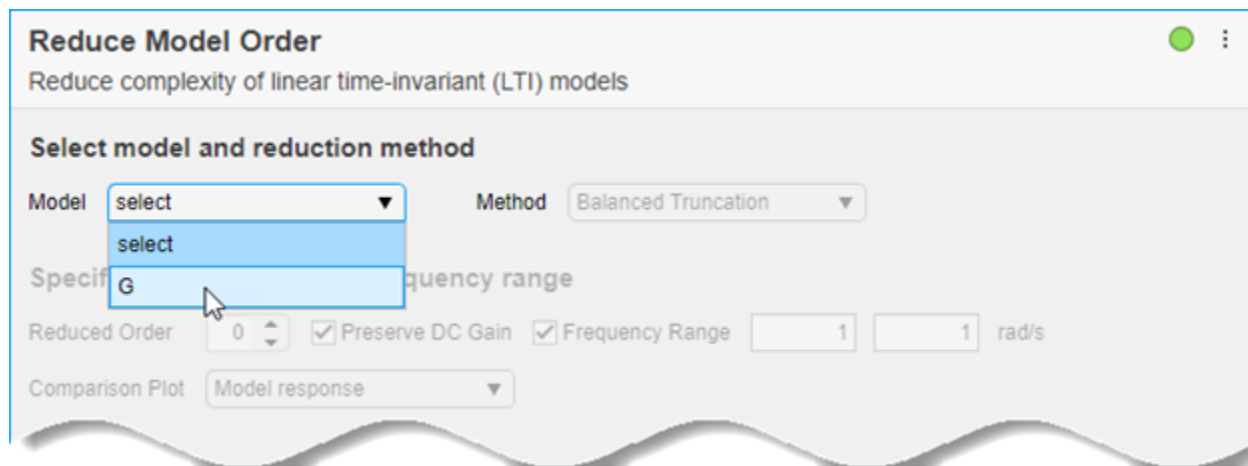 Reduce Model Order
Reduce complexity of linear time-invariant (LTI) models
Select model and reduction method
Model select Method Balanced Truncation
select
G
Specif quency range
Reduced Order 0 Preserve DC Gain Frequency Range 1 1 rad/s
Comparison Plot Model response